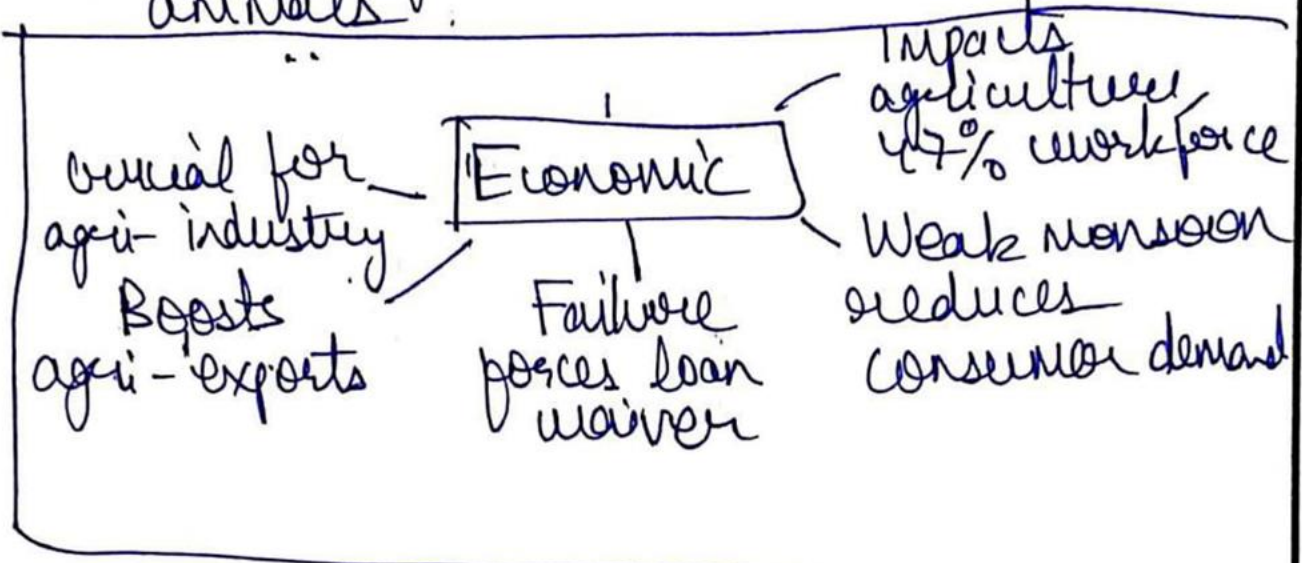 animals
Impacts
agriculture,
47% workforce
Economic
crucial for
agri- industry
Boosts
agri-exports
Failure
forces loan
waiver
Weak Monsoon
reduces
consumer demand